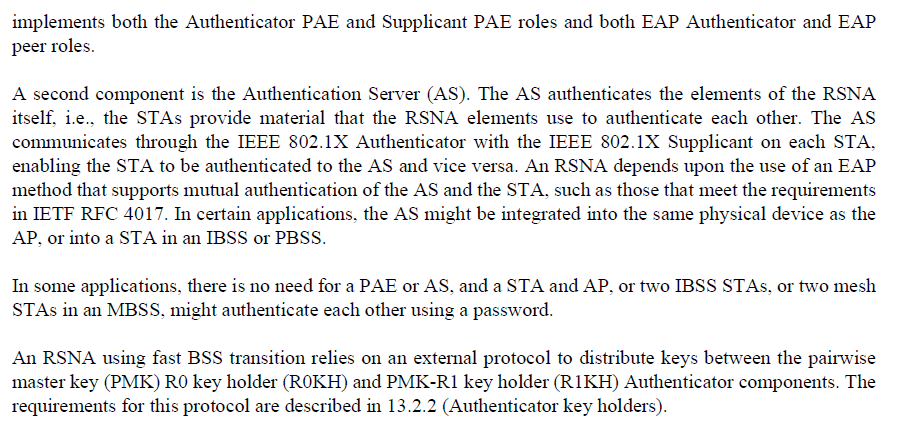 implements both the Authenticator PAE and Supplicant PAE roles and both EAP Authenticator and EAP
peer roles.
A second component is the Authentication Server (AS). The AS authenticates the elements of the RSNA
itself, i.e., the STAs provide material that the RSNA elements use to authenticate each other. The AS
communicates through the IEEE 802.1X Authenticator with the IEEE 802.1X Supplicant on each STA,
enabling the STA to be authenticated to the AS and vice versa. An RSNA depends upon the use of an EAP
method that supports mutual authentication of the AS and the STA, such as those that meet the requirements
in IETF RFC 4017. In certain applications, the AS might be integrated into the same physical device as the
AP, or into a STA in an IBSS or PBSS.
In some applications, there is no need for a PAE or AS, and a STA and AP, or two IBSS STAs, or two mesh
STAs in an MBSS, might authenticate each other using a password.
An RSNA using fast BSS transition relies on an external protocol to distribute keys between the pairwise
master key (PMK) R0 key holder (R0KH) and PMK-R1 key holder (R1KH) Authenticator components. The
requirements for this protocol are described in 13.2.2 (Authenticator key holders).